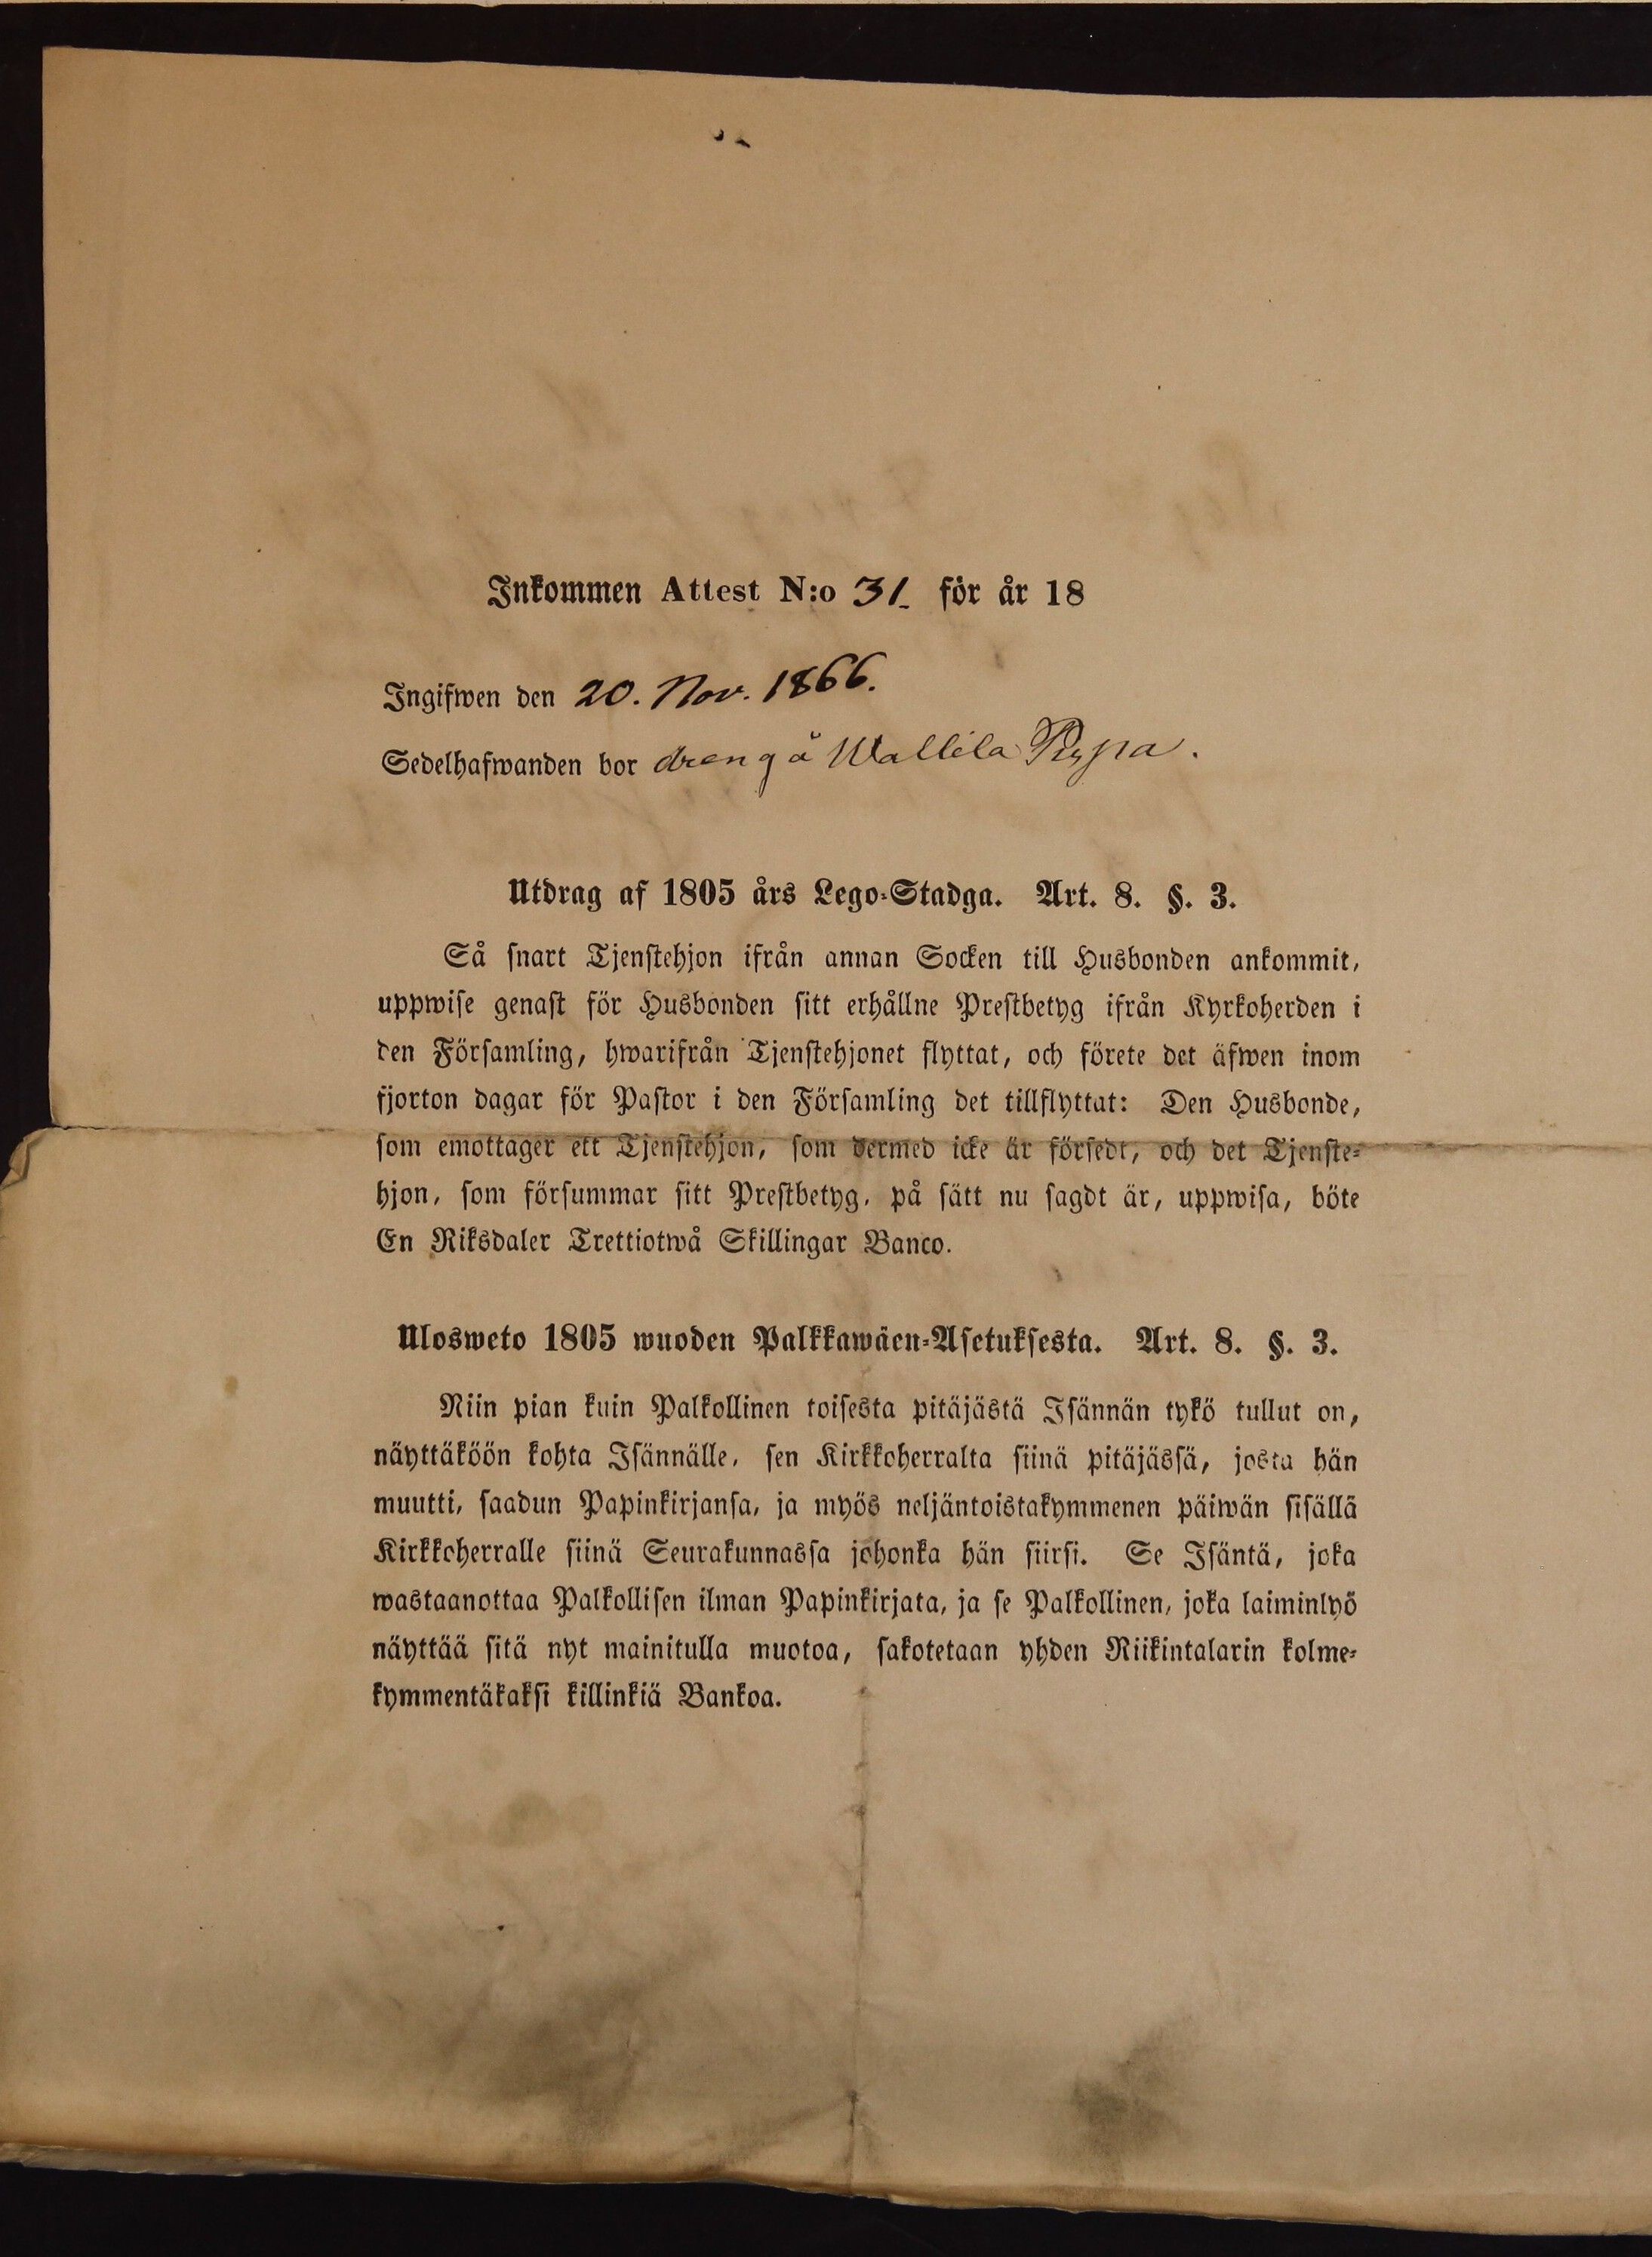 Inkommen Attest N:o 31. för år 18
Ingifwen den 20. Nov. 1866.
Sedelhafwanden bor dreng å Wallila
Utdrag af 1805 års Lego-Stadga. Art. 8. §. 3.
Så snart Tjenstehjon ifrån annan Socken till Husbonden ankommit,
uppwise genast för Husbonden sitt erhållne Prestbetyg ifrån Kyrkoherden i
den Församling, hwarifrån Tjenstehjonet flyttat, och förete det äfwen inom
fjorton dagar för Pastor i den Församling det tillflyttat: Den Husbonde,
som emottager ett Tjenstehjon, som dermed icke är försedt, och det Tjenste-
hjon, som försummar sitt Prestbetyg, på sätt nu sagdt är, uppwisa, böte
En Riksdaler Trettiotwå Skillingar Banco.
Ulosweto 1805 wuoden Palkkawäen-Asetuksesta. Art. 8. §. 3.
Niin pian kuin Palkollinen toisesta pitäjästä Isännän tykö tullut on,
näyttäköön kohta Isännälle, sen Kirkkoherralta siinä pitäjässä, josta hän
muutti, saadun Papinkirjansa, ja myös neljäntoistakymmenen päiwän sisällä
Kirkkoherralle siinä Seurakunnassa johonka hän siirsi. Se Isäntä, joka
wastaanottaa Palkollisen ilman Papinkirjata, ja se Palkollinen, joka laiminlyö
näyttää sitä nyt mainitulla muotoa, sakotetaan yhden Riikintalarin kolme-
kymmentäkaksi killinkiä Bankoa.